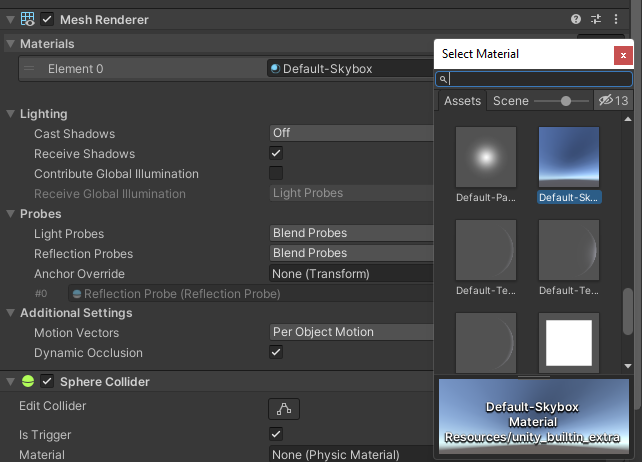 Mesh Renderer
Materials
Element 0
Default-Skybox
Lighting
Cast Shadows
Off
Receive Shadows
Contribute Global Illumination
Receive Global Illumination
Light Probes
Probes
Light Probes
Blend Probes
Reflection Probes
Blend Probes
Anchor Override
None (Transform)
#0
Reflection Probe (Reflection Probe)
Additional Settings
Motion Vectors
Per Object Motion
Dynamic Occlusion
Sphere Collider
Edit Collider
Is Trigger
Material
None (Physic Material)
Select Material
x
Assets
Scene
13
Default-Pa...
Default-Sk...
Default-Te...
Default-Te...
Default-Skybox
Material
Resources/unity_builtin_extra